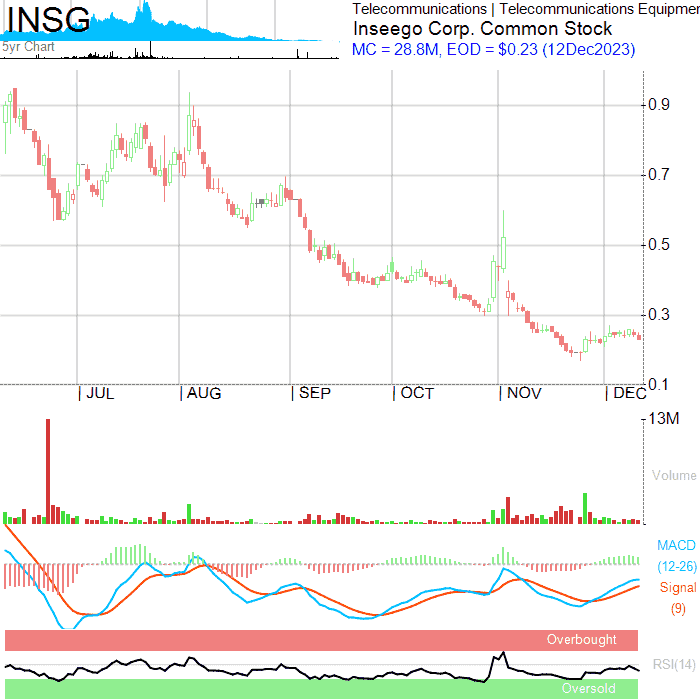 INSG
5yr Chart
Telecommunications | Telecommunications Equipmen
Inseego Corp. Common Stock
MC = 28.8M, EOD = $0.23 (12Dec2023)
0.9
0.7
0.5
0.3
0.1
| JUL | AUG | SEP | OCT | NOV | DEC
13M
Volume
MACD
(12-26)
Signal
(9)
Overbought
RSI(14)
Oversold